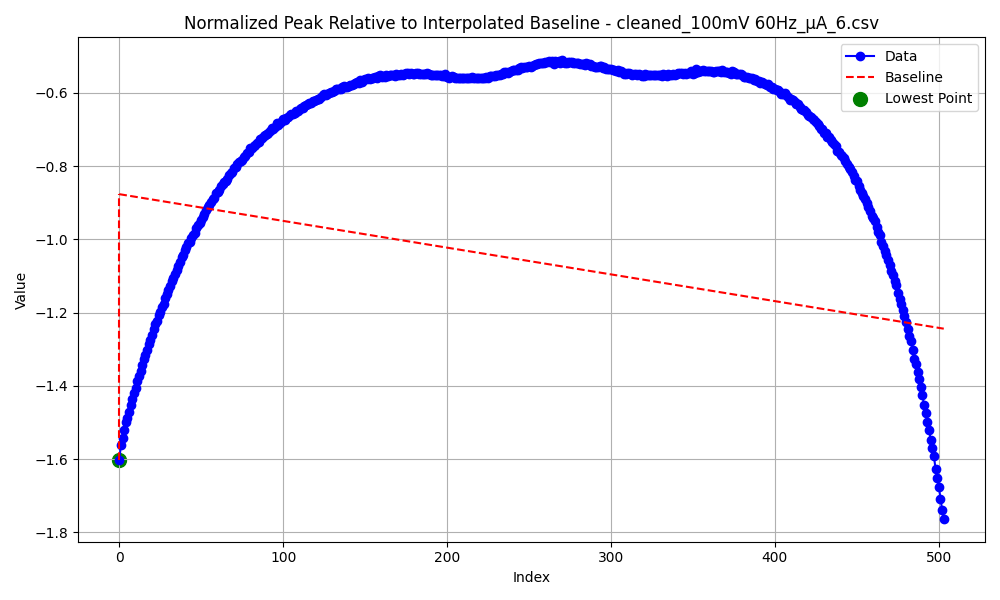 Normalized Peak Relative to Interpolated Baseline - cleaned_100mV 60Hz_μA_6.csv
Data
Baseline
Lowest Point
Value
−0.6
−0.8
−1.0
−1.2
−1.4
−1.6
−1.8
0
100
200
300
400
500
Index